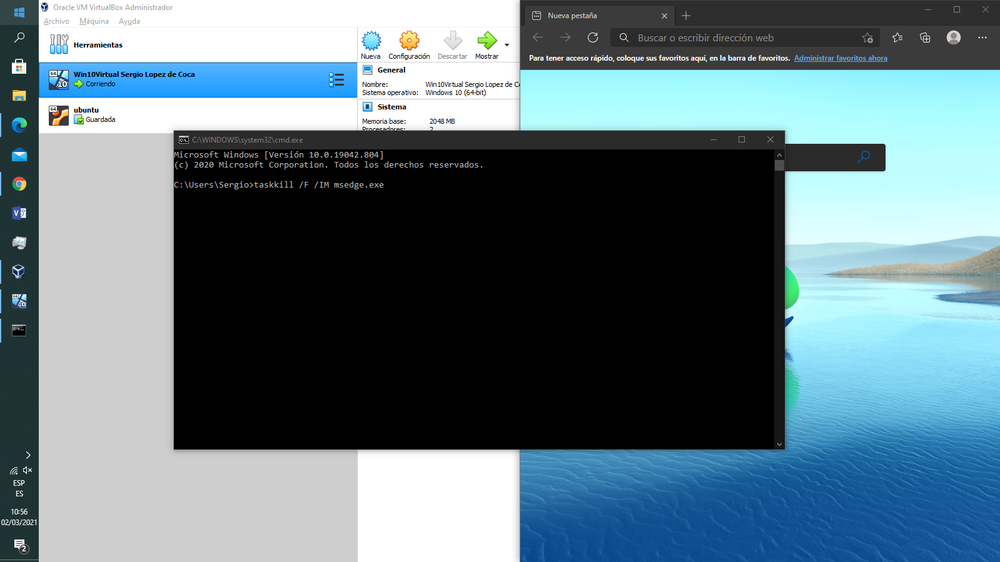 Oracle VM VirtualBox Administrador
Archivo Máquina Ayuda
Herramientas
Win10Virtual Sergio Lopez de Coca
Corriendo
ubuntu
Guardada
Nueva Configuración Descartar Mostrar
General
Nombre: Win10Virtual Sergio Lopez de Co
Sistema operativo: Windows 10 (64-bit)
Sistema
Memoria base: 2048 MB
Procesadores: 2
Nueva pestaña
Buscar o escribir dirección web
Para tener acceso rápido, coloque sus favoritos aquí, en la barra de favoritos. Administrar favoritos ahora
C:\WINDOWS\system32\cmd.exe
Microsoft Windows [Versión 10.0.19042.804]
(c) 2020 Microsoft Corporation. Todos los derechos reservados.
C:\Users\Sergio>taskkill /F /IM msedge.exe
ESP
ES
10:56
02/03/2021
2